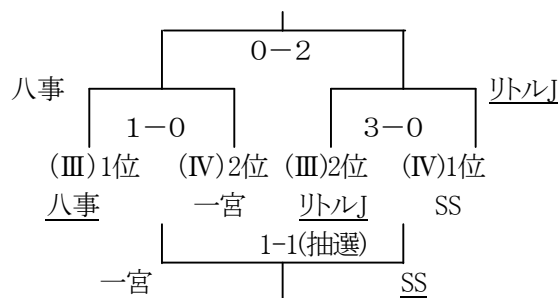 0－2
八事 リトルJ
1－0 3－0
(Ⅲ)1位 (Ⅳ)2位 (Ⅲ)2位 (Ⅳ)1位
八事 一宮 リトルJ SS
1-1(抽選)
一宮 SS